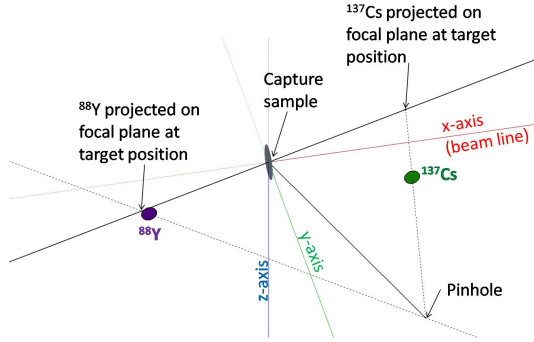 ¹³⁷Cs projected on
focal plane at target
position
Capture
sample
⁸⁸Y projected on
focal plane at
target position
x-axis
(beam line)
¹³⁷Cs
⁸⁸Y
z-axis
y-axis
Pinhole